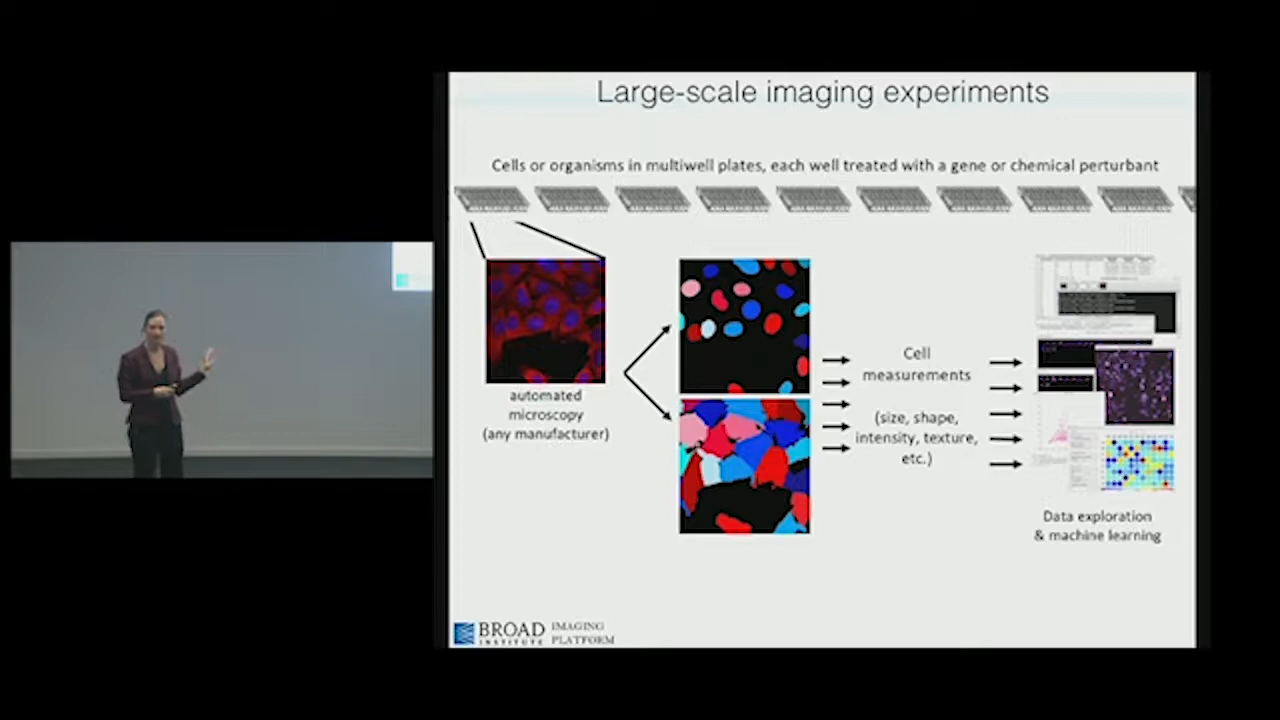 Large-scale imaging experiments
Cells or organisms in multiwell plates, each well treated with a gene or chemical perturbant
automated
microscopy
(any manufacturer)
Cell
measurements
(size, shape,
intensity, texture,
etc.)
Data exploration
& machine learning
BROAD
INSTITUTE
IMAGING
PLATFORM